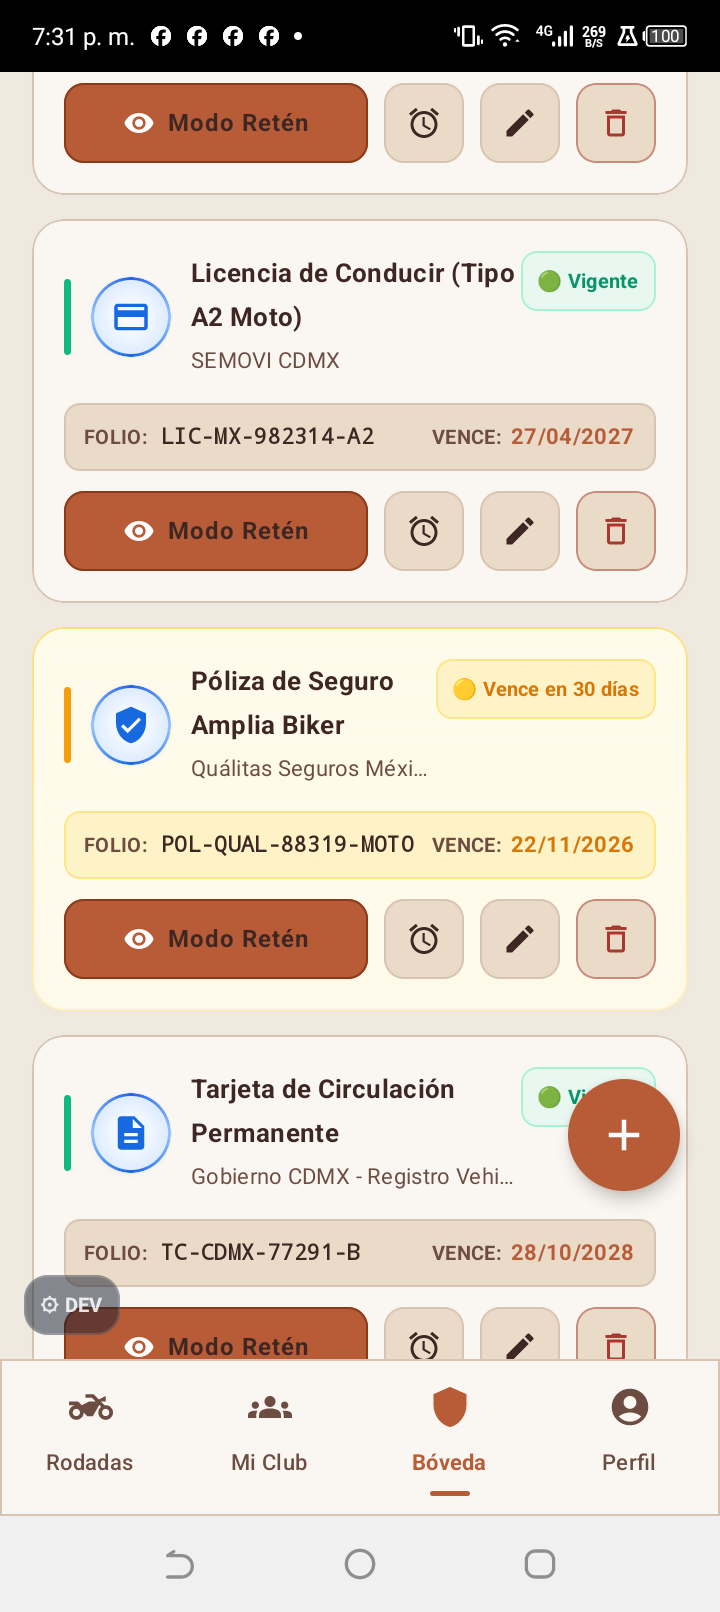 7:31 p. m.
4G 269 B/S 100
Modo Retén
Licencia de Conducir (Tipo A2 Moto)
🟢 Vigente
SEMOVI CDMX
FOLIO: LIC-MX-982314-A2 VENCE: 27/04/2027
Modo Retén
Póliza de Seguro
Amplia Biker
🟡 Vence en 30 días
Quálitas Seguros Méxi...
FOLIO: POL-QUAL-88319-MOTO VENCE: 22/11/2026
Modo Retén
Tarjeta de Circulación
Permanente
Gobierno CDMX - Registro Vehi...
FOLIO: TC-CDMX-77291-B VENCE: 28/10/2028
DEV
Modo Retén
Rodadas Mi Club Bóveda Perfil